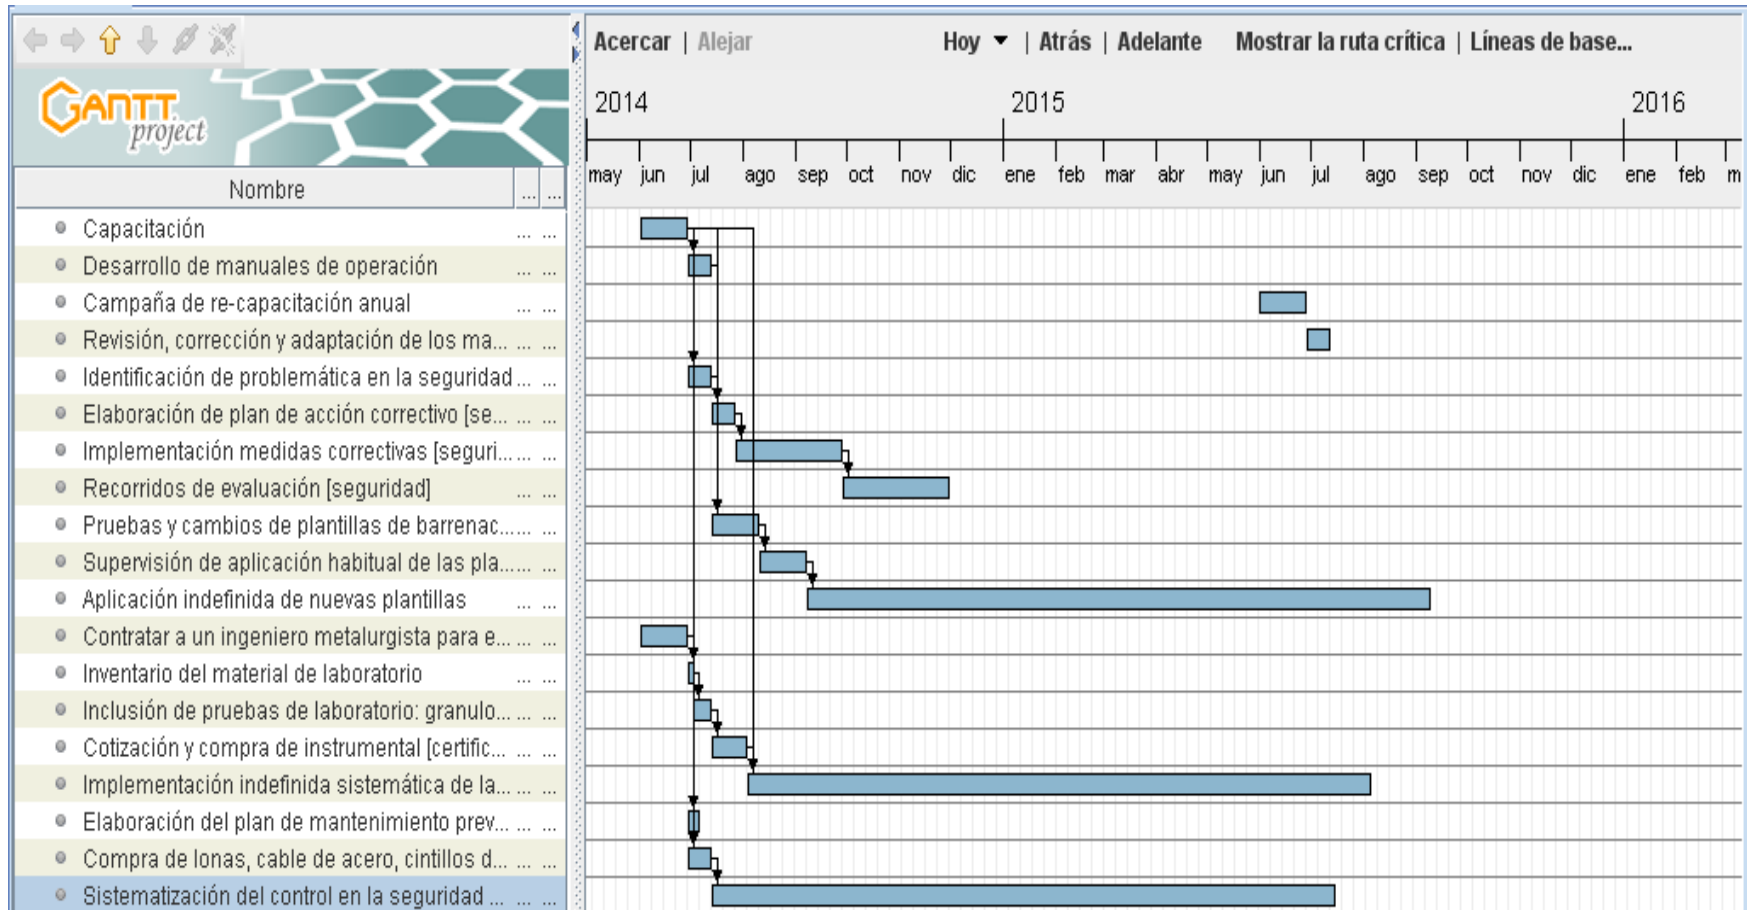 Acercar | Alejar Hoy | Atrás | Adelante Mostrar la ruta crítica | Líneas de base...
GANTT
project
2014 2015 2016
may jun jul ago sep oct nov dic ene feb mar abr may jun jul ago sep oct nov dic ene feb m
Nombre ... ...
Capacitación ... ...
Desarrollo de manuales de operación ... ...
Campaña de re-capacitación anual ... ...
Revisión, corrección y adaptación de los ma... ... ...
Identificación de problemática en la seguridad ... ...
Elaboración de plan de acción correctivo [se... ... ...
Implementación medidas correctivas [seguri... ... ...
Recorridos de evaluación [seguridad] ... ...
Pruebas y cambios de plantillas de barrenac... ... ...
Supervisión de aplicación habitual de las pla... ... ...
Aplicación indefinida de nuevas plantillas ... ...
Contratar a un ingeniero metalurgista para e... ... ...
Inventario del material de laboratorio ... ...
Inclusión de pruebas de laboratorio: granulo... ... ...
Cotización y compra de instrumental [certific... ... ...
Implementación indefinida sistemática de la... ... ...
Elaboración del plan de mantenimiento prev... ... ...
Compra de lonas, cable de acero, cintillos d... ... ...
Sistematización del control en la seguridad ... ... ...